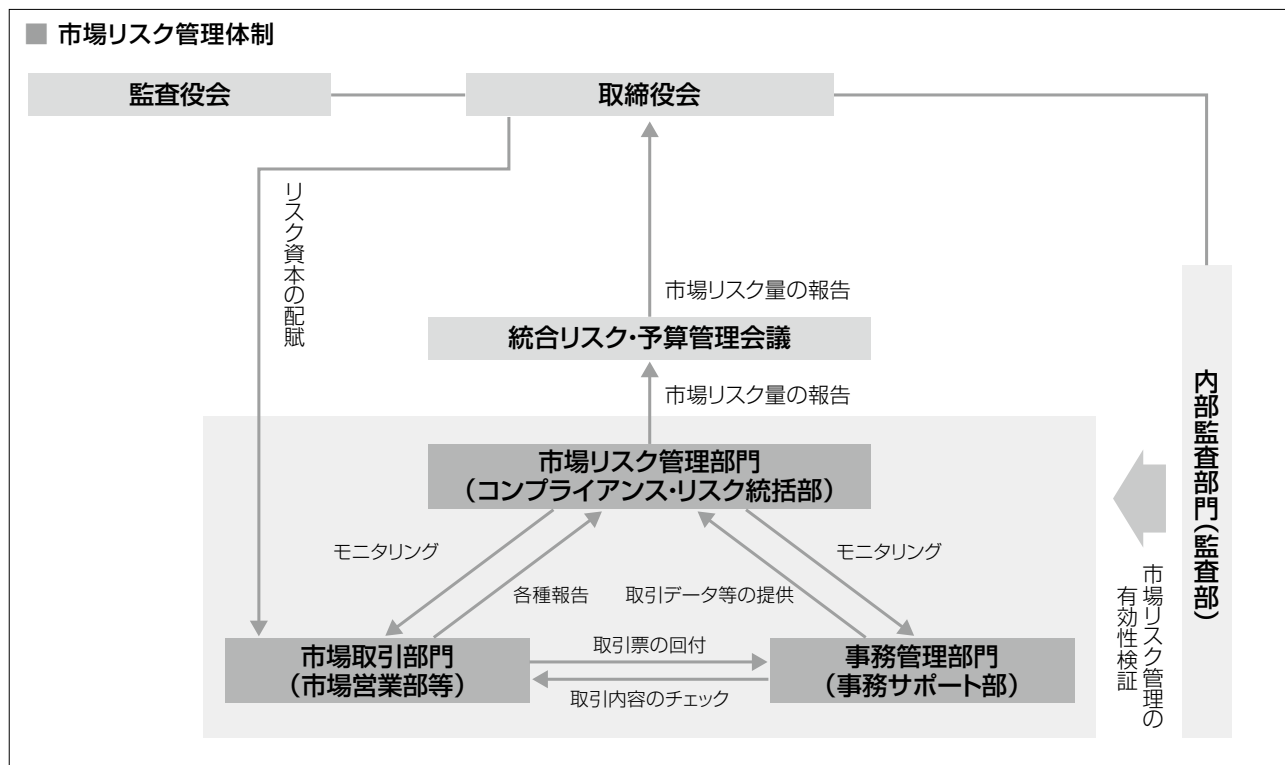 ■ 市場リスク管理体制
監査役会
取締役会
リスク資本の配賦
市場リスク量の報告
統合リスク・予算管理会議
市場リスク量の報告
市場リスク管理部門
（コンプライアンス・リスク統括部）
モニタリング
モニタリング
各種報告
取引データ等の提供
市場取引部門
（市場営業部等）
取引票の回付
取引内容のチェック
事務管理部門
（事務サポート部）
内部監査部門（監査部）
市場リスク管理の
有効性検証